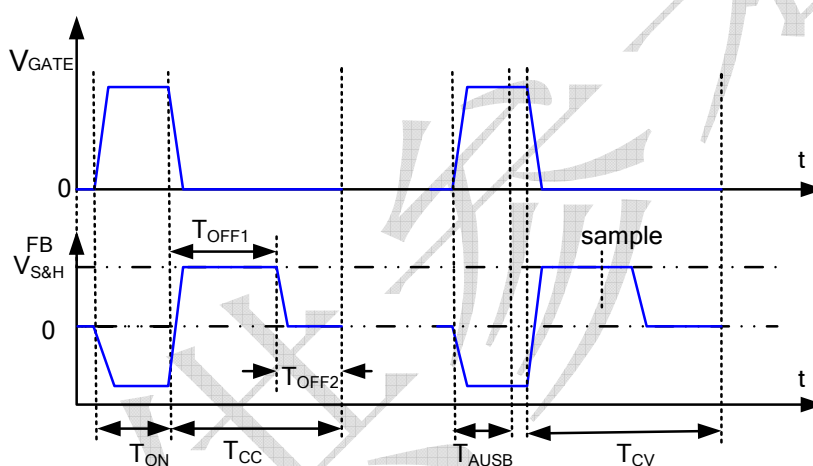 VGATE
0
t
TOFF1
sample
FB
VS&H
0
TOFF2
t
TON
TCC
TAUSB
TCV